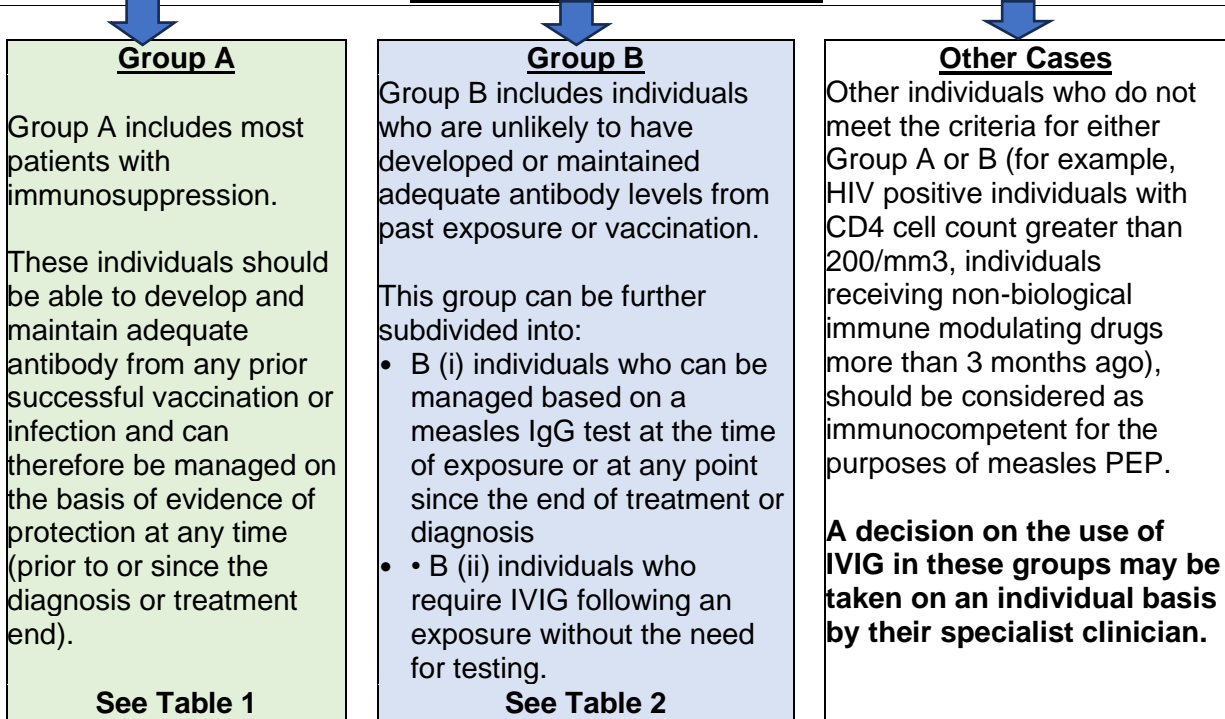 Group A
Group A includes most
patients with
immunosuppression.
These individuals should
be able to develop and
maintain adequate
antibody from any prior
successful vaccination or
infection and can
therefore be managed on
the basis of evidence of
protection at any time
(prior to or since the
diagnosis or treatment
end).
See Table 1
Group B
Group B includes individuals
who are unlikely to have
developed or maintained
adequate antibody levels from
past exposure or vaccination.
This group can be further
subdivided into:
• B (i) individuals who can be
managed based on a
measles IgG test at the time
of exposure or at any point
since the end of treatment or
diagnosis
• • B (ii) individuals who
require IVIG following an
exposure without the need
for testing.
See Table 2
Other Cases
Other individuals who do not
meet the criteria for either
Group A or B (for example,
HIV positive individuals with
CD4 cell count greater than
200/mm3, individuals
receiving non-biological
immune modulating drugs
more than 3 months ago),
should be considered as
immunocompetent for the
purposes of measles PEP.
A decision on the use of
IVIG in these groups may be
taken on an individual basis
by their specialist clinician.